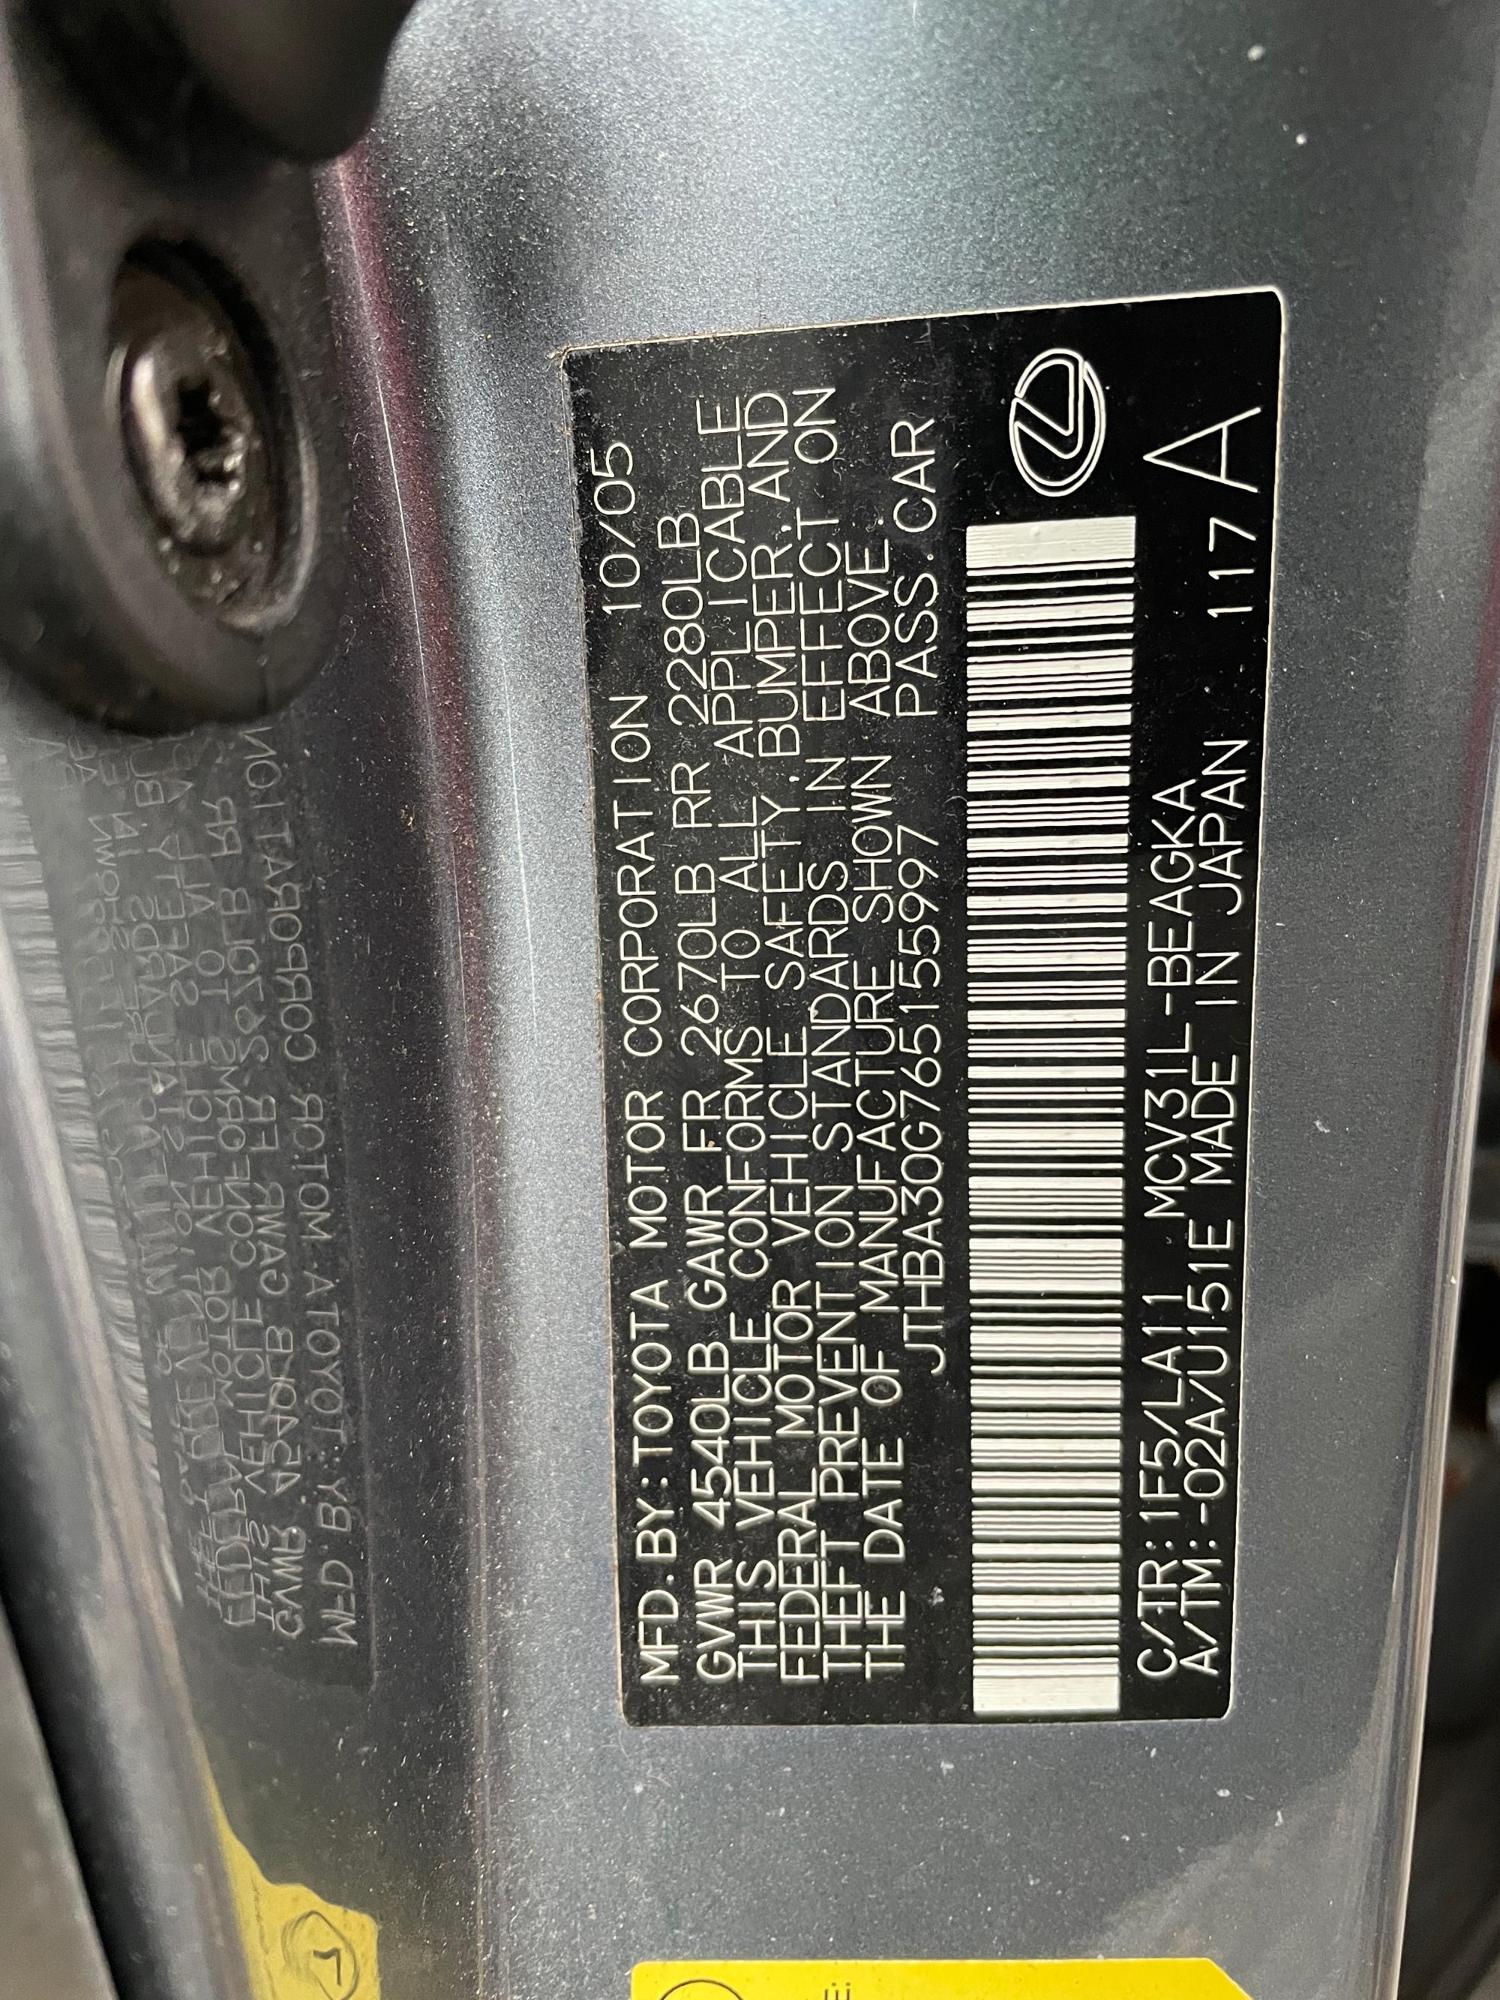 MFD.BY:TOYOTA MOTOR CORPORATION 10/05
GVWR 4540LB GAWR FR 2670LB RR 2280LB
THIS VEHICLE CONFORMS TO ALL APPLICABLE
FEDERAL MOTOR VEHICLE SAFETY,BUMPER,AND
THEFT PREVENTION STANDARDS IN EFFECT ON
THE DATE OF MANUFACTURE SHOWN ABOVE.
JTHBA30G765155997 PASS.CAR
C/TR:1F5/LA11 MCV31L-BEAGKA
A/TM:-02A/U151E MADE IN JAPAN 117 A